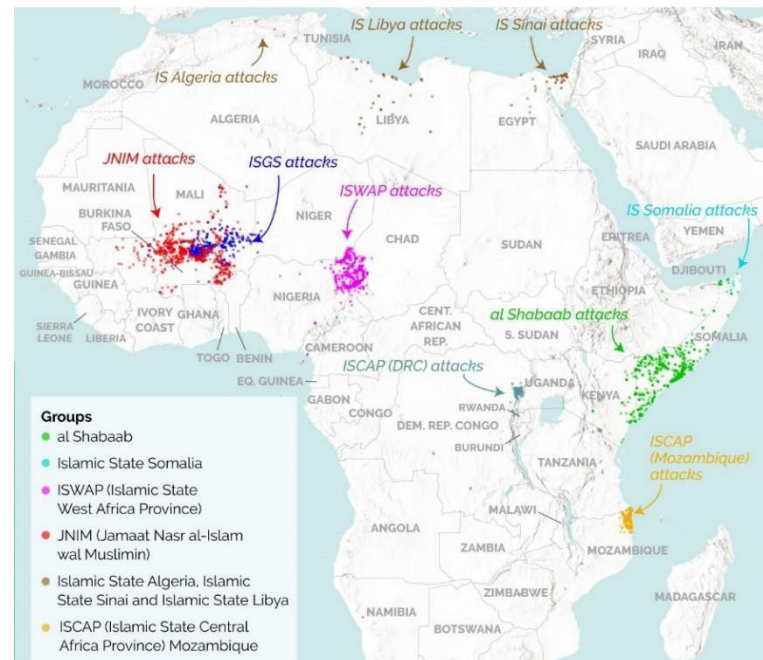 IS Libya attacks
IS Sinai attacks
TUNISIA
SYRIA
IRAN
IRAQ
IS Algeria attacks
MOROCCO
ALGERIA
LIBYA
EGYPT
SAUDI ARABIA
JNIM attacks
ISGS attacks
ISWAP attacks
MAURITANIA
MALI
BURKINA
FASO
NIGER
CHAD
SUDAN
ERITREA
YEMEN
IS Somalia attacks
SENEGAL
GAMBIA
GUINEA-BISSAU
GUINEA
DJIBOUTI
NIGERIA
ETHIOPIA
IVORY
COAST
GHANA
SIERRA
LEONE
LIBERIA
CENT.
AFRICAN
REP.
S. SUDAN
al Shabaab attacks
SOMALIA
TOGO
BENIN
CAMEROON
EQ. GUINEA
ISCAP (DRC) attacks
UGANDA
KENYA
GABON
CONGO
RWANDA
DEM. REP. CONGO
BURUNDI
TANZANIA
ISCAP
(Mozambique)
attacks
ANGOLA
MALAWI
ZAMBIA
MOZAMBIQUE
ZIMBABWE
MADAGASCAR
NAMIBIA
BOTSWANA
Groups
al Shabaab
Islamic State Somalia
ISWAP (Islamic State
West Africa Province)
JNIM (Jamaat Nasr al-Islam
wal Muslimin)
Islamic State Algeria, Islamic
State Sinai and Islamic State Libya
ISCAP (Islamic State Central
Africa Province) Mozambique